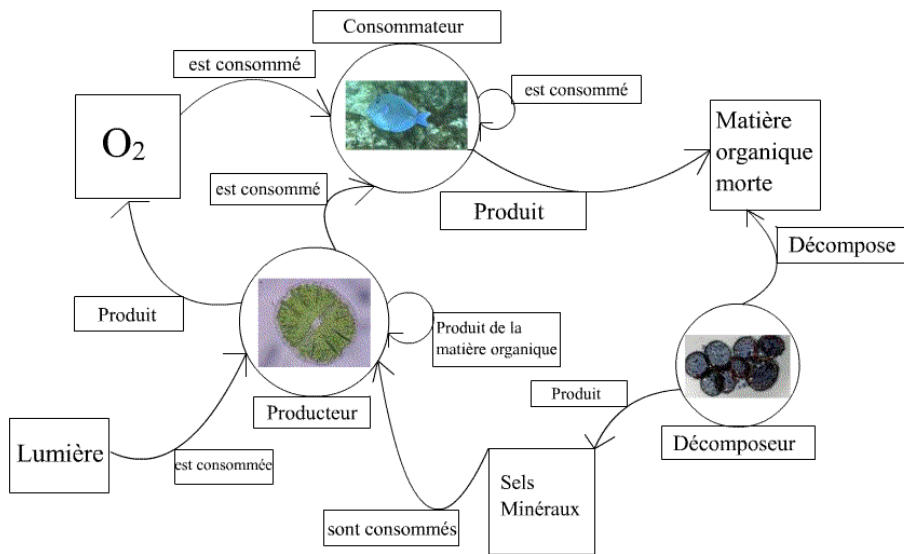 Consommateur
est consommé
est consommé
O₂
Matière
organique
morte
est consommé
Produit
Décompose
Produit
Produit de la
matière organique
Produit
Producteur
Décomposeur
Lumière
est consommée
Sels
Minéraux
sont consommés